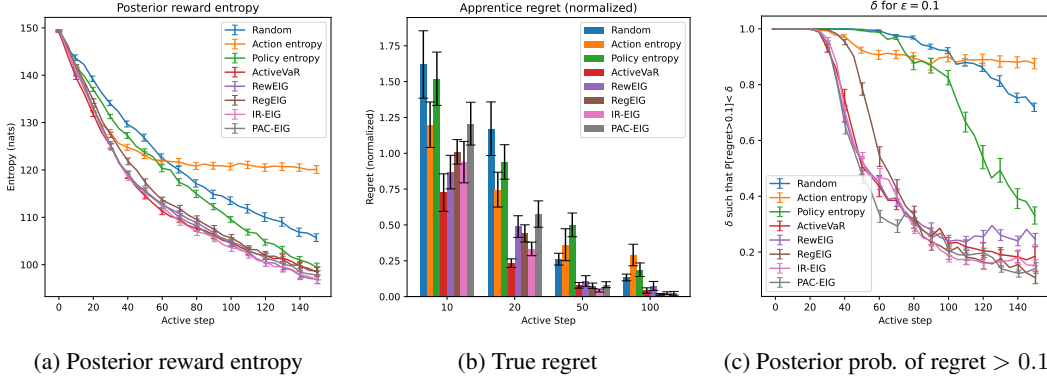 Posterior reward entropy
Entropy (nats)
150
140
130
120
110
100
0 20 40 60 80 100 120 140
Active step
Random
Action entropy
Policy entropy
ActiveVaR
RewEIG
RegEIG
IR-EIG
PAC-EIG
(a) Posterior reward entropy
Apprentice regret (normalized)
Regret (normalized)
1.75
1.50
1.25
1.00
0.75
0.50
0.25
0.00
10 20 50 100
Active Step
Random
Action entropy
Policy entropy
ActiveVaR
RewEIG
RegEIG
IR-EIG
PAC-EIG
(b) True regret
δ for ε = 0.1
δ such that P[regret>0.1]< δ
1.0
0.8
0.6
0.4
0.2
0 20 40 60 80 100 120 140
Active step
Random
Action entropy
Policy entropy
ActiveVaR
RewEIG
RegEIG
IR-EIG
PAC-EIG
(c) Posterior prob. of regret > 0.1